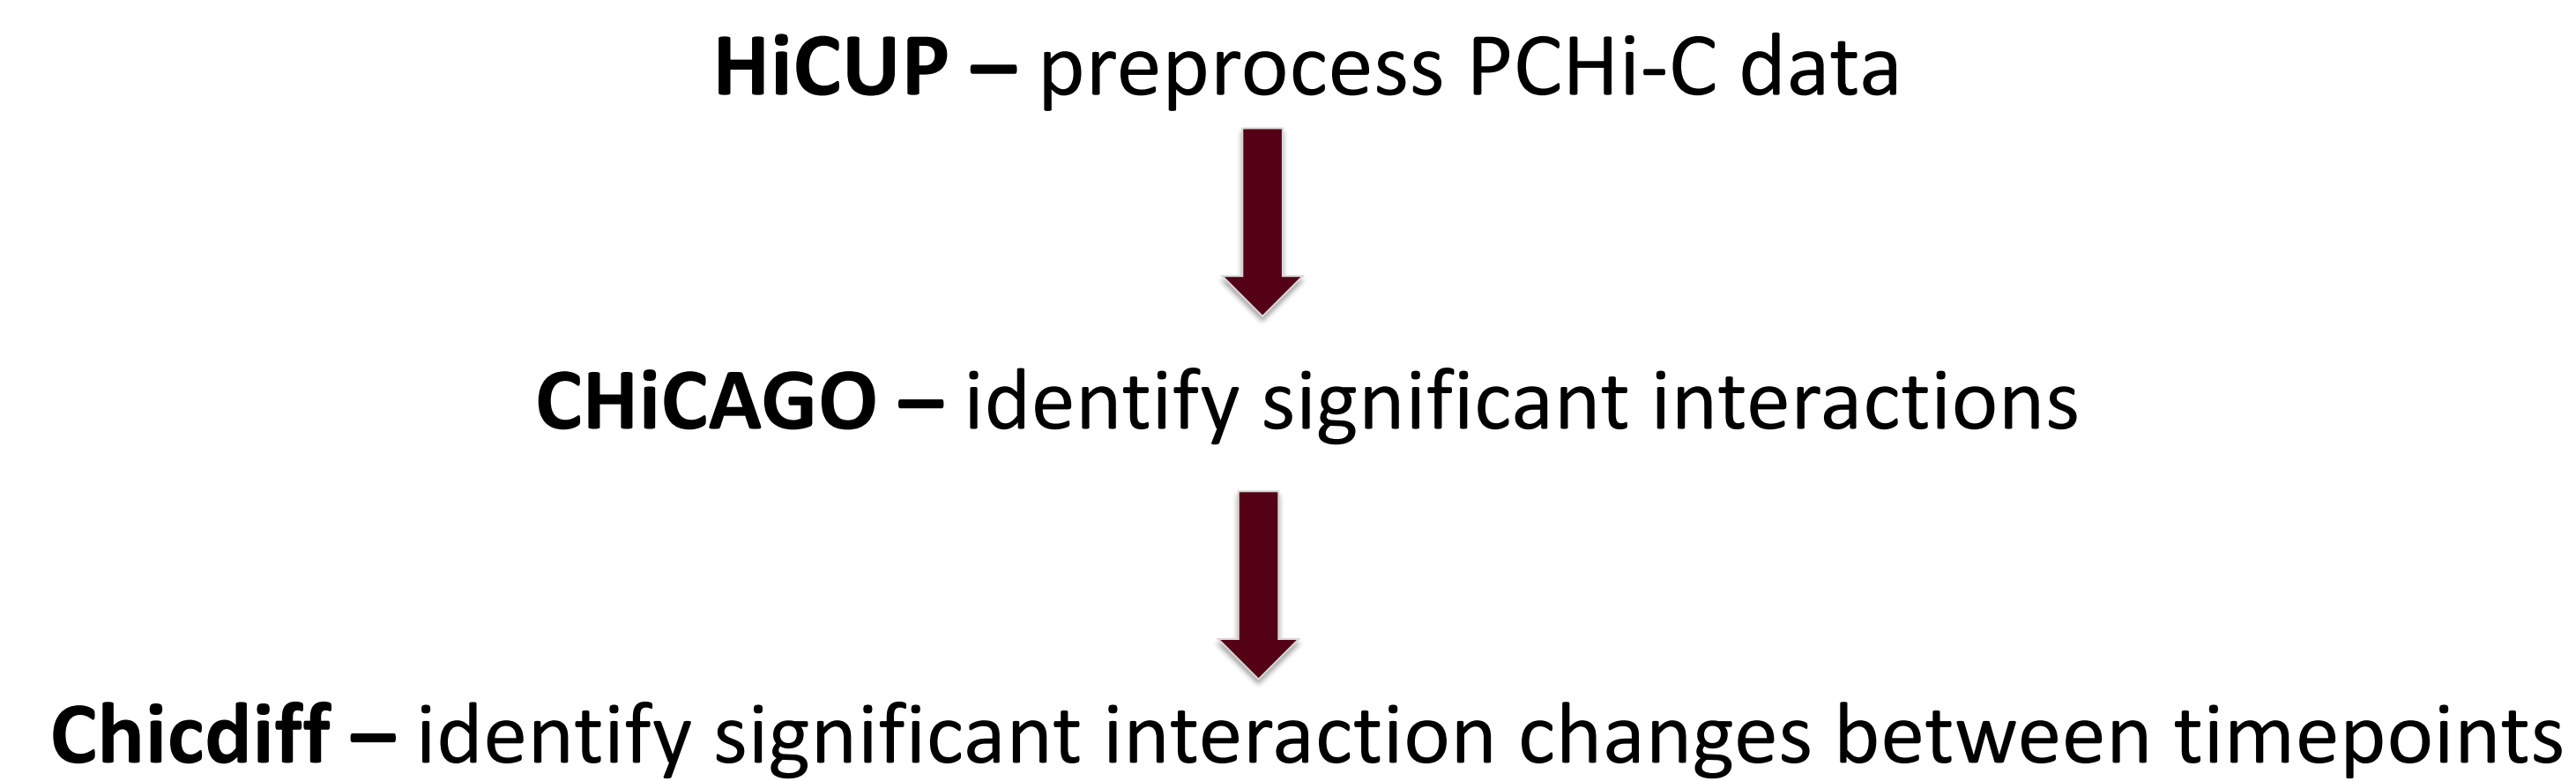 HiCUP – preprocess PCHi-C data
CHiCAGO – identify significant interactions
Chicdiff – identify significant interaction changes between timepoints